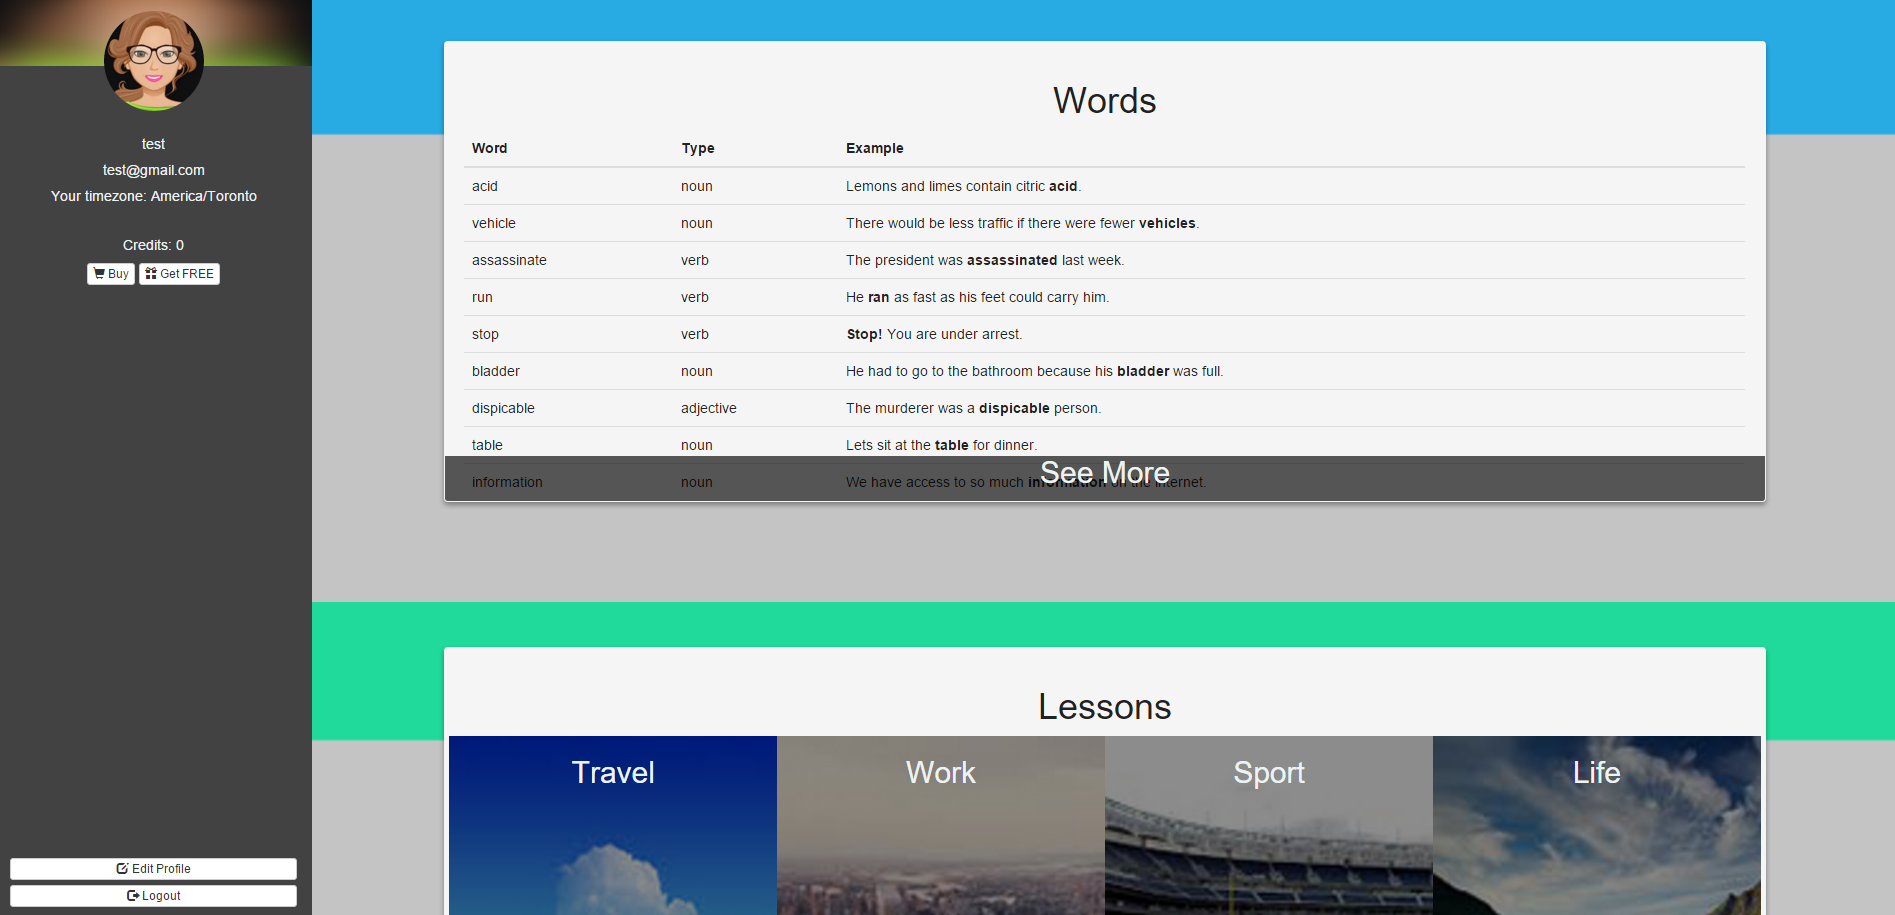 test
test@gmail.com
Your timezone: America/Toronto
Credits: 0
Buy Get FREE
Edit Profile
Logout
Words
Word Type Example
acid noun Lemons and limes contain citric acid.
vehicle noun There would be less traffic if there were fewer vehicles.
assassinate verb The president was assassinated last week.
run verb He ran as fast as his feet could carry him.
stop verb Stop! You are under arrest.
bladder noun He had to go to the bathroom because his bladder was full.
dispicable adjective The murderer was a dispicable person.
table noun Lets sit at the table for dinner.
See More
information noun We have access to so much information on the internet.
Lessons
Travel Work Sport Life